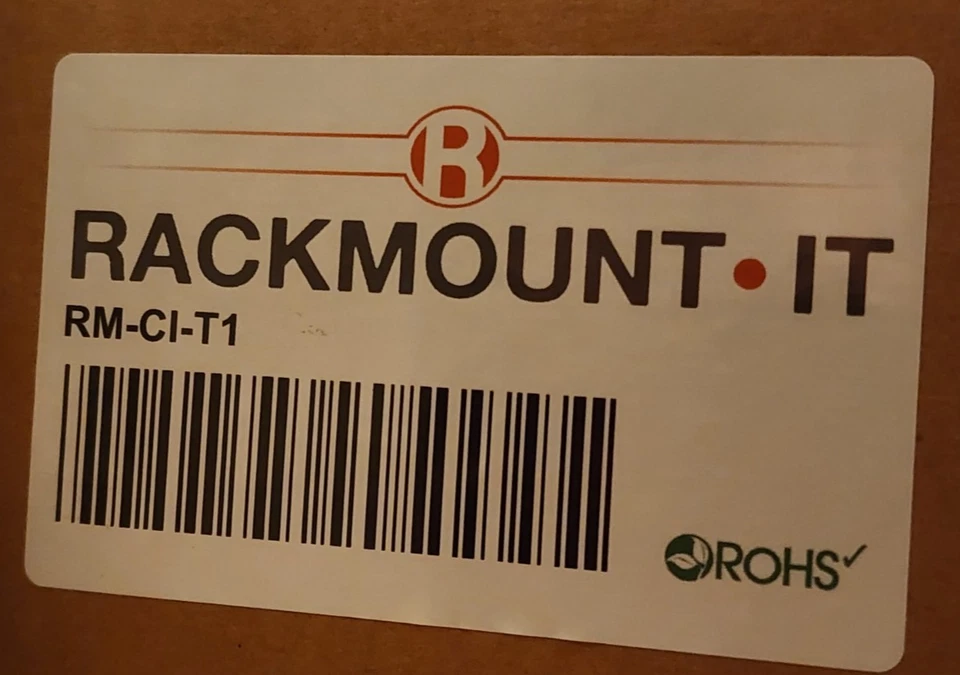 R
RACKMOUNT•IT
RM-CI-T1
ROHS✓